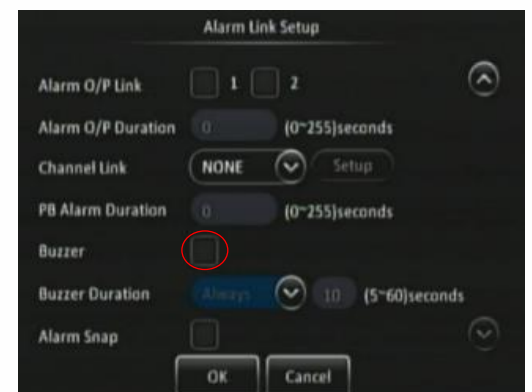 Alarm Link Setup
Alarm O/P Link 1 2
Alarm O/P Duration 0 (0~255)seconds
Channel Link NONE Setup
PB Alarm Duration 0 (0~255)seconds
Buzzer
Buzzer Duration Always 10 (5~60)seconds
Alarm Snap
OK Cancel